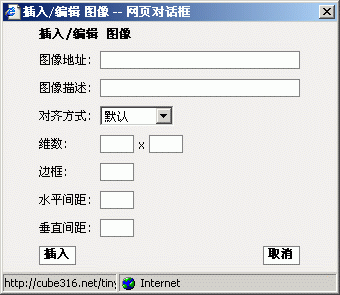 插入/编辑 图像 -- 网页对话框
插入/编辑 图像
图像地址:
图像描述:
对齐方式: 默认
维数: x
边框:
水平间距:
垂直间距:
插入 取消
http://cube316.net/tiny Internet